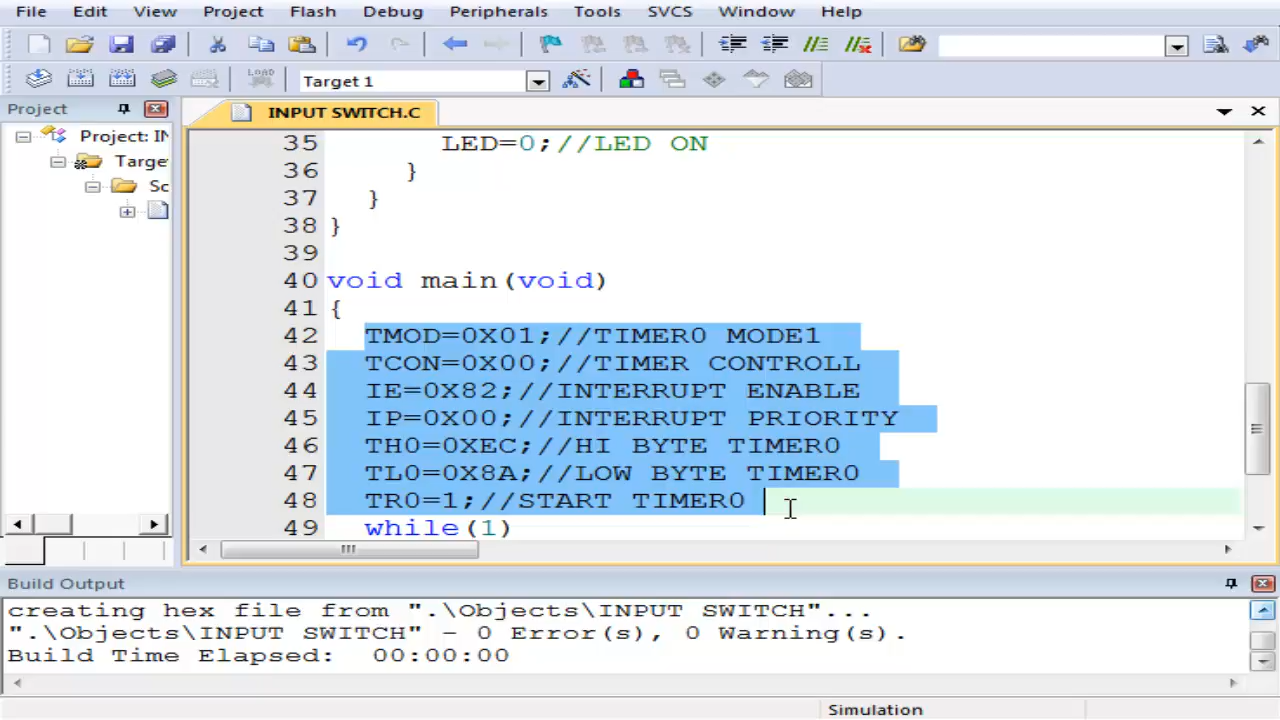 File Edit View Project Flash Debug Peripherals Tools SVCS Window Help
LOAD Target 1
Project
INPUT SWITCH.C
Project: IN
Targe
Sc
35 LED=0;//LED ON
36 }
37 }
38 }
39
40 void main(void)
41 {
42 TMOD=0X01;//TIMER0 MODE1
43 TCON=0X00;//TIMER CONTROLL
44 IE=0X82;//INTERRUPT ENABLE
45 IP=0X00;//INTERRUPT PRIORITY
46 TH0=0XEC;//HI BYTE TIMER0
47 TL0=0X8A;//LOW BYTE TIMER0
48 TR0=1;//START TIMER0
49 while(1)
Build Output
creating hex file from ".\Objects\INPUT SWITCH"...
".\Objects\INPUT SWITCH" - 0 Error(s), 0 Warning(s).
Build Time Elapsed: 00:00:00
Simulation